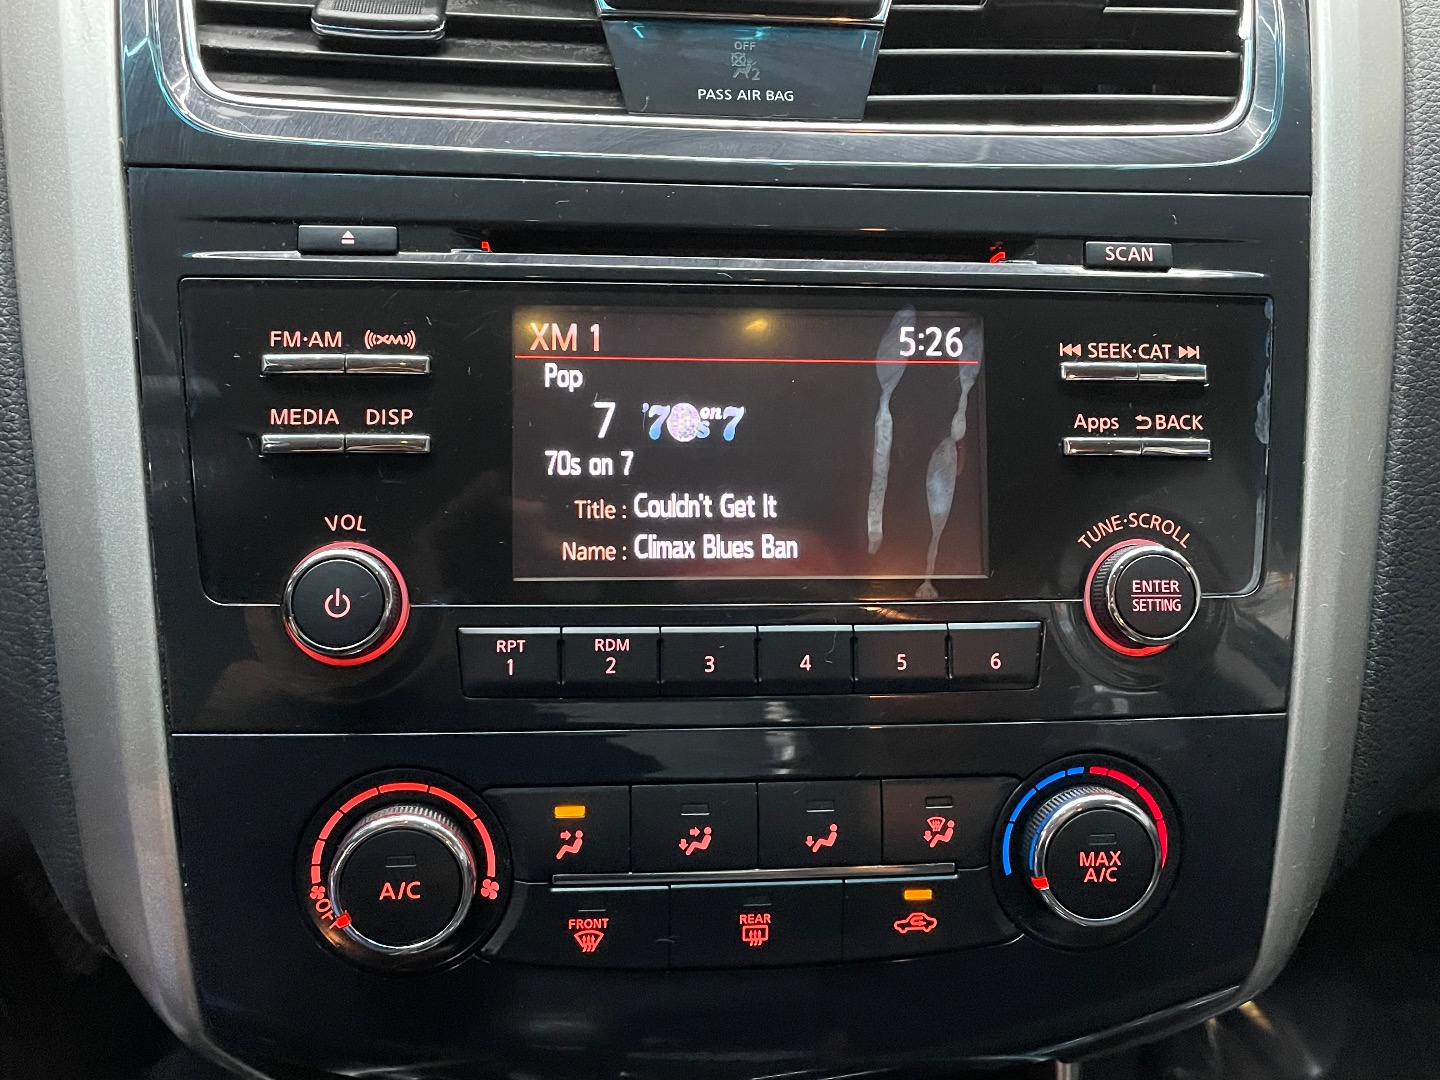 OFF
2
PASS AIR BAG
SCAN
FM·AM XM
SEEK·CAT
MEDIA DISP
Apps BACK
XM 1 5:26
Pop
7 '70s on 7
70s on 7
Title : Couldn't Get It
Name : Climax Blues Ban
VOL
TUNE·SCROLL
ENTER
SETTING
RPT
1
RDM
2
3
4
5
6
A/C
OFF
MAX
A/C
FRONT
REAR